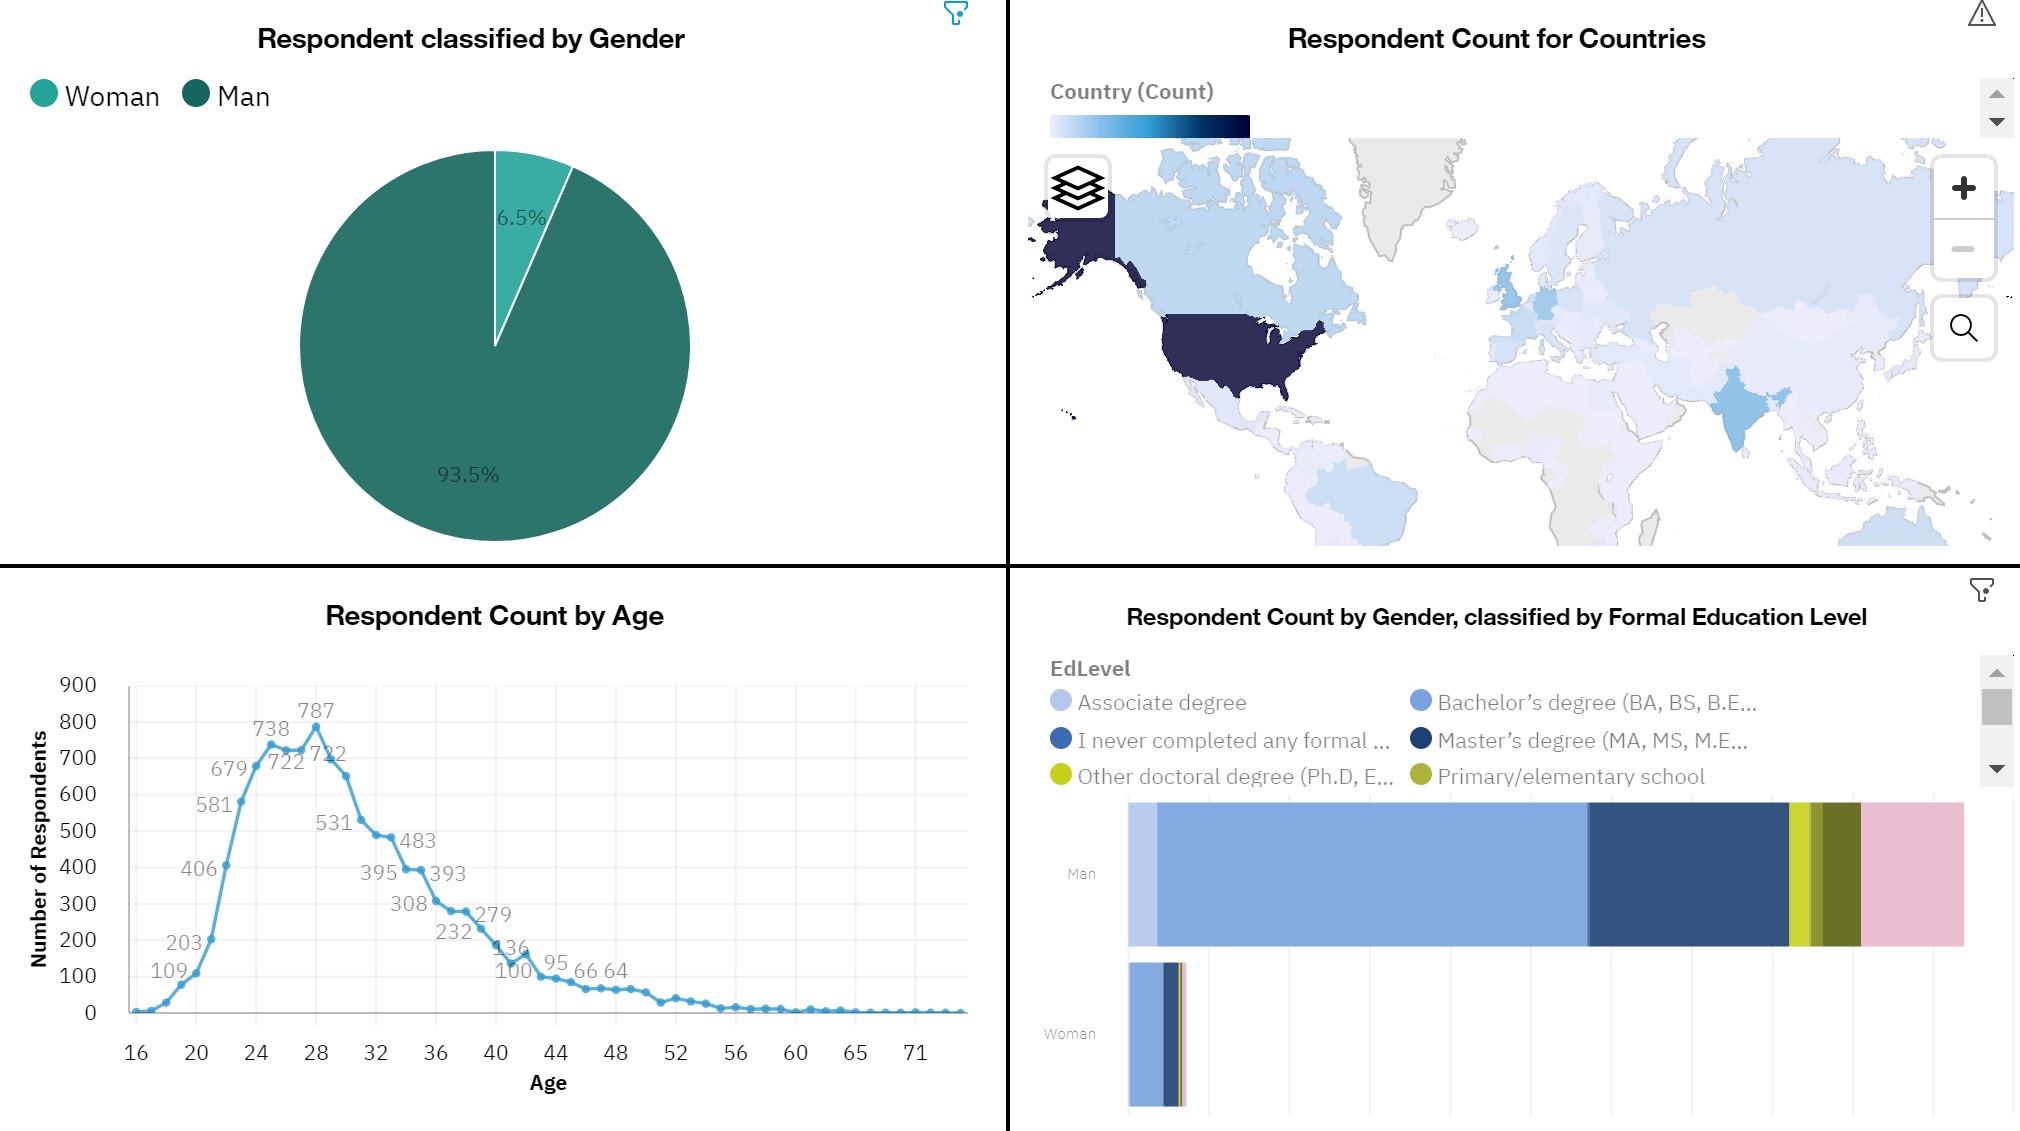 Respondent classified by Gender
Woman Man
6.5%
93.5%
Respondent Count for Countries
Country (Count)
Respondent Count by Age
Number of Respondents
900
800
700
600
500
400
300
200
100
0
787
738
722
722
679
581
531
483
406
395
393
308
279
232
203
136
109
100
95
66
64
16 20 24 28 32 36 40 44 48 52 56 60 65 71
Age
Respondent Count by Gender, classified by Formal Education Level
EdLevel
Associate degree Bachelor’s degree (BA, BS, B.E...
I never completed any formal ... Master’s degree (MA, MS, M.E...
Other doctoral degree (Ph.D, E... Primary/elementary school
Man
Woman